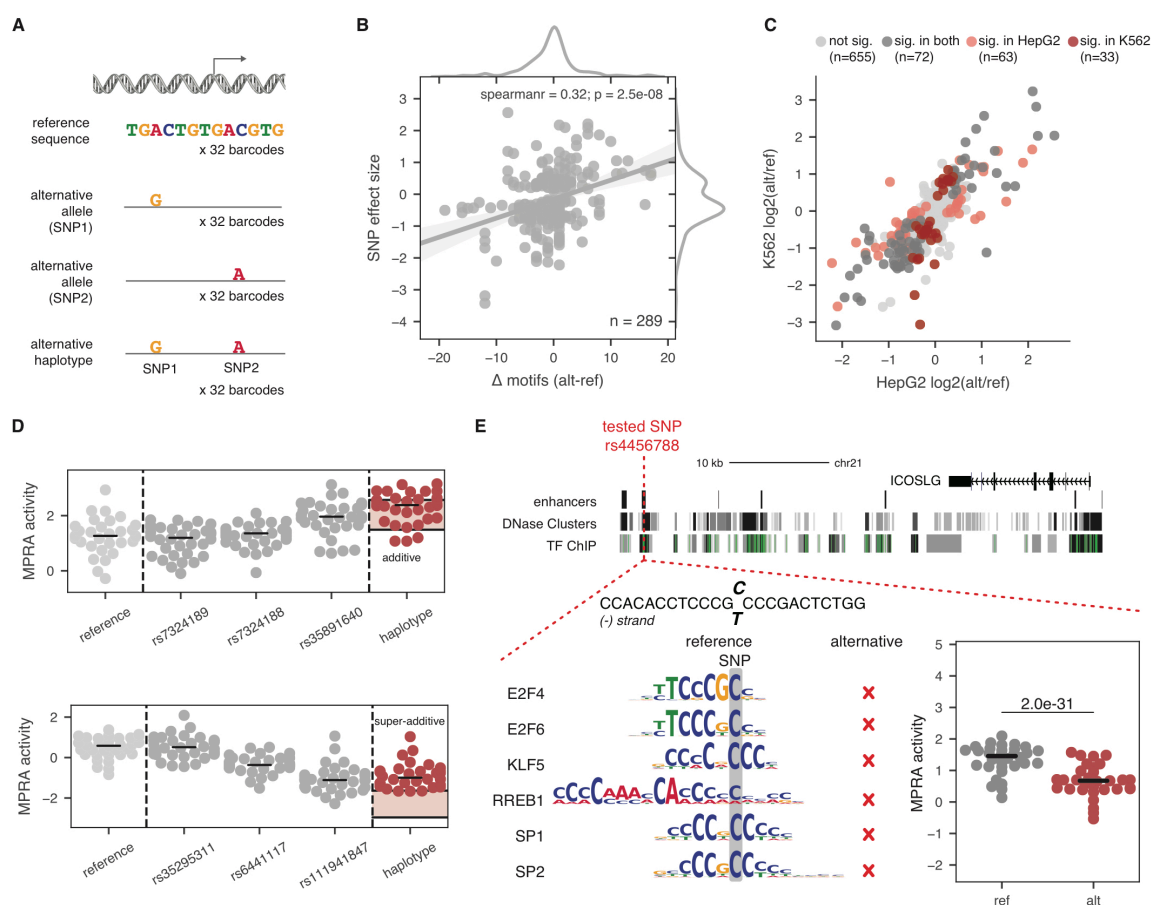 A
reference
sequence
TGACTGTGACGTG
x 32 barcodes
alternative
allele
(SNP1)
G
x 32 barcodes
alternative
allele
(SNP2)
A
x 32 barcodes
alternative
haplotype
G A
SNP1 SNP2
x 32 barcodes
B
spearmanr = 0.32; p = 2.5e-08
SNP effect size
3
2
1
0
−1
−2
−3
−4
n = 289
−20 −10 0 10 20
Δ motifs (alt-ref)
C
not sig. (n=655)
sig. in both (n=72)
sig. in HepG2 (n=63)
sig. in K562 (n=33)
K562 log2(alt/ref)
3
2
1
0
−1
−2
−3
−2 −1 0 1 2
HepG2 log2(alt/ref)
D
MPRA activity
2
0
additive
reference rs7324189 rs7324188 rs35891640 haplotype
MPRA activity
2
0
−2
super-additive
reference rs35295311 rs6441117 rs111941847 haplotype
E
tested SNP
rs4456788
10 kb chr21
ICOSLG
enhancers
DNase Clusters
TF ChIP
C
CCACACCTCCCG CCCGACTCTGG
(-) strand
T
reference alternative
SNP
E2F4
E2F6
KLF5
RREB1
SP1
SP2
MPRA activity
5
4
3
2
1
0
−1
−2
2.0e-31
ref alt